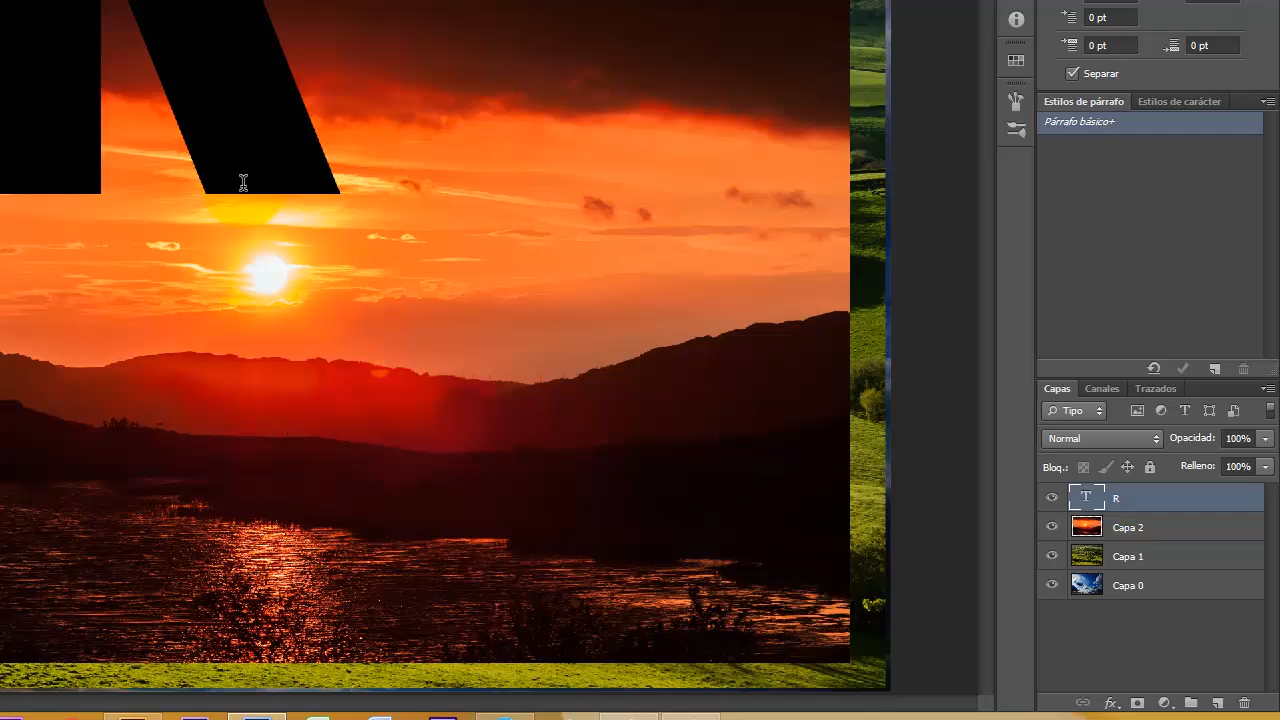 R
0 pt
0 pt
0 pt
Separar
Estilos de párrafo
Estilos de carácter
Párrafo básico+
Capas
Canales
Trazados
Tipo
Normal
Opacidad:
100%
Bloq.:
Relleno:
100%
T
R
Capa 2
Capa 1
Capa 0
fx